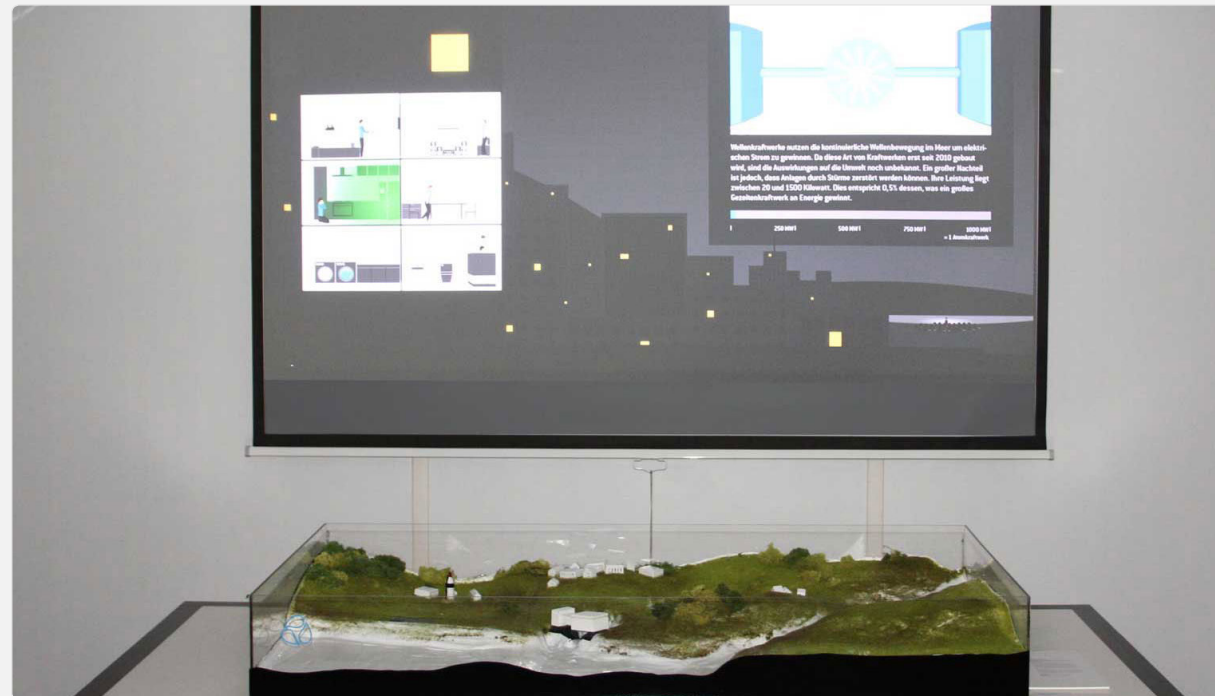 Wellenkraftwerke nutzen die kontinuierliche Wellenbewegung im Meer um elektri-
schen Strom zu gewinnen. Da diese Art von Kraftwerken erst seit 2010 gebaut
wird, sind die Auswirkungen auf die Umwelt noch unbekannt. Ein großer Nachteil
ist jedoch, dass Anlagen durch Stürme zerstört werden können. Ihre Leistung liegt
zwischen 20 und 1500 Kilowatt. Dies entspricht 0,5% dessen, was ein großes
Gezeitenkraftwerk an Energie gewinnt.
1 250 MW 500 MW 750 MW 1000 MW
= 1 Atomkraftwerk